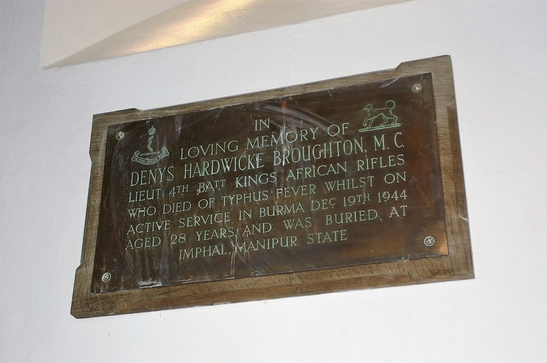 IN
LOVING MEMORY OF
DENYS HARDWICKE BROUGHTON, M.C.
LIEUT 4TH BATT KINGS AFRICAN RIFLES
WHO DIED OF TYPHUS FEVER WHILST ON
ACTIVE SERVICE IN BURMA DEC 19TH 1944
AGED 28 YEARS, AND WAS BURIED AT
IMPHAL, MANIPUR STATE